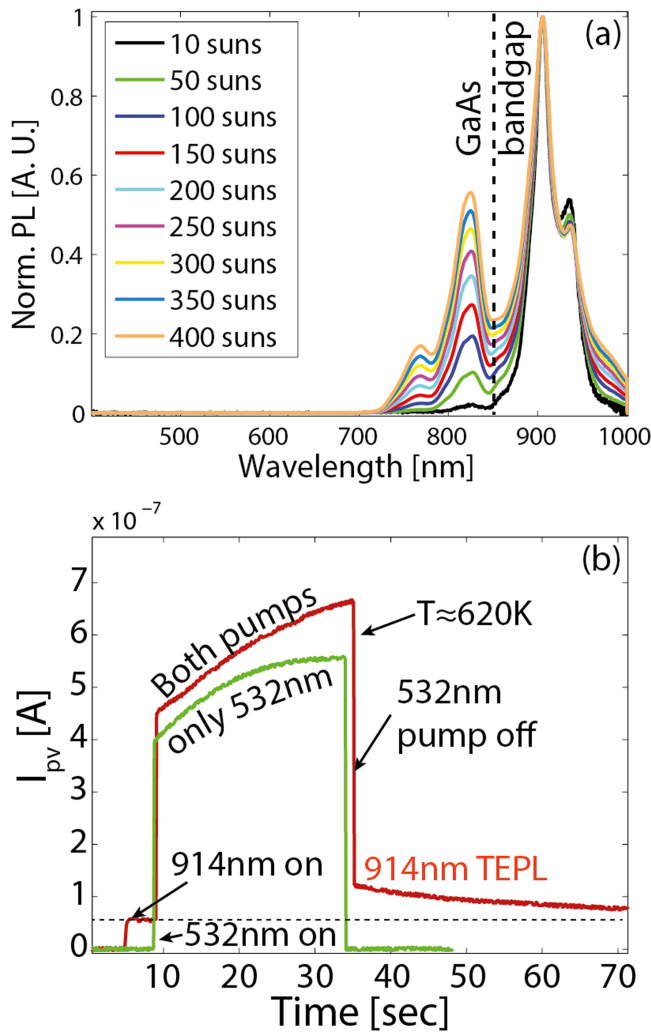 1
(a)
10 suns
50 suns
100 suns
150 suns
200 suns
250 suns
300 suns
350 suns
400 suns
GaAs
bandgap
0.8
0.6
0.4
0.2
0
Norm. PL [A. U.]
500 600 700 800 900 1000
Wavelength [nm]
x 10⁻⁷
(b)
7
6
5
4
3
2
1
0
Ipv [A]
Both pumps
only 532nm
T≈620K
532nm
pump off
914nm on
914nm TEPL
532nm on
10 20 30 40 50 60 70
Time [sec]